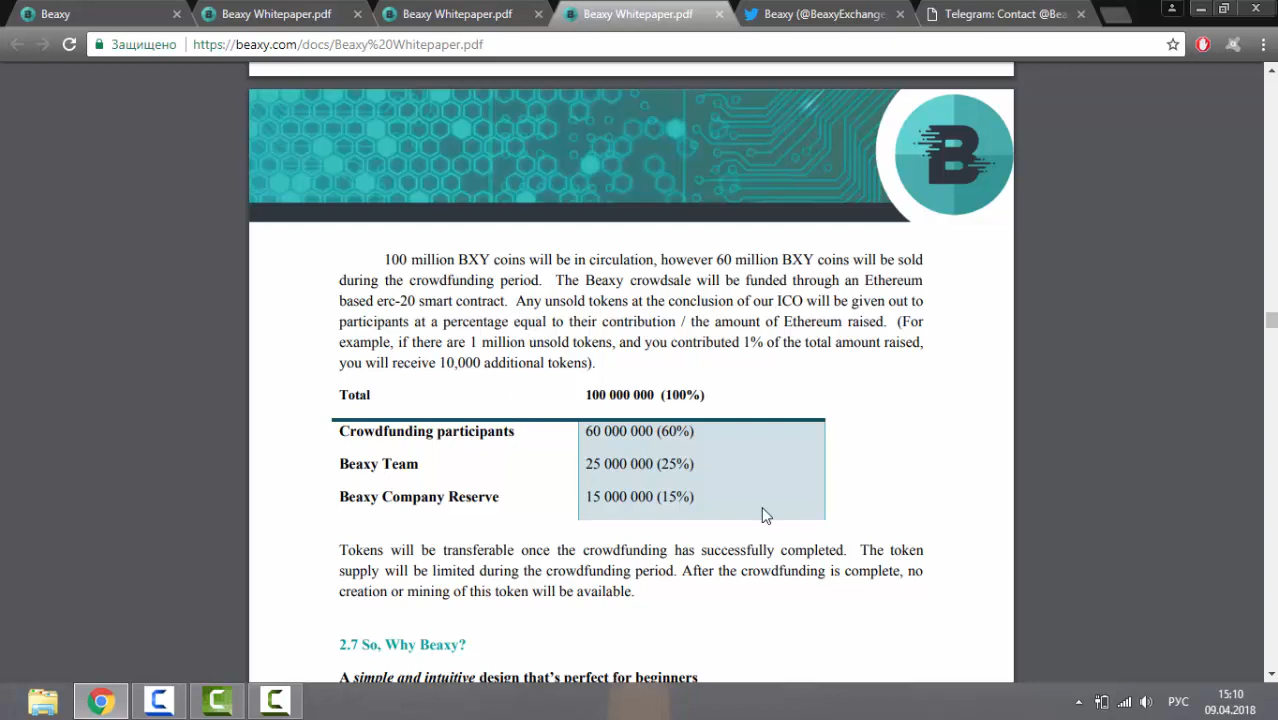 Beaxy
Beaxy Whitepaper.pdf
Beaxy Whitepaper.pdf
Beaxy Whitepaper.pdf
Beaxy (@BeaxyExchange
Telegram: Contact @Bea
Защищено
https://beaxy.com/docs/Beaxy%20Whitepaper.pdf
B
100 million BXY coins will be in circulation, however 60 million BXY coins will be sold
during the crowdfunding period. The Beaxy crowdsale will be funded through an Ethereum
based erc-20 smart contract. Any unsold tokens at the conclusion of our ICO will be given out to
participants at a percentage equal to their contribution / the amount of Ethereum raised. (For
example, if there are 1 million unsold tokens, and you contributed 1% of the total amount raised,
you will receive 10,000 additional tokens).
Total 100 000 000 (100%)
Crowdfunding participants 60 000 000 (60%)
Beaxy Team 25 000 000 (25%)
Beaxy Company Reserve 15 000 000 (15%)
Tokens will be transferable once the crowdfunding has successfully completed. The token
supply will be limited during the crowdfunding period. After the crowdfunding is complete, no
creation or mining of this token will be available.
2.7 So, Why Beaxy?
A simple and intuitive design that's perfect for beginners
РУС
15:10
09.04.2018